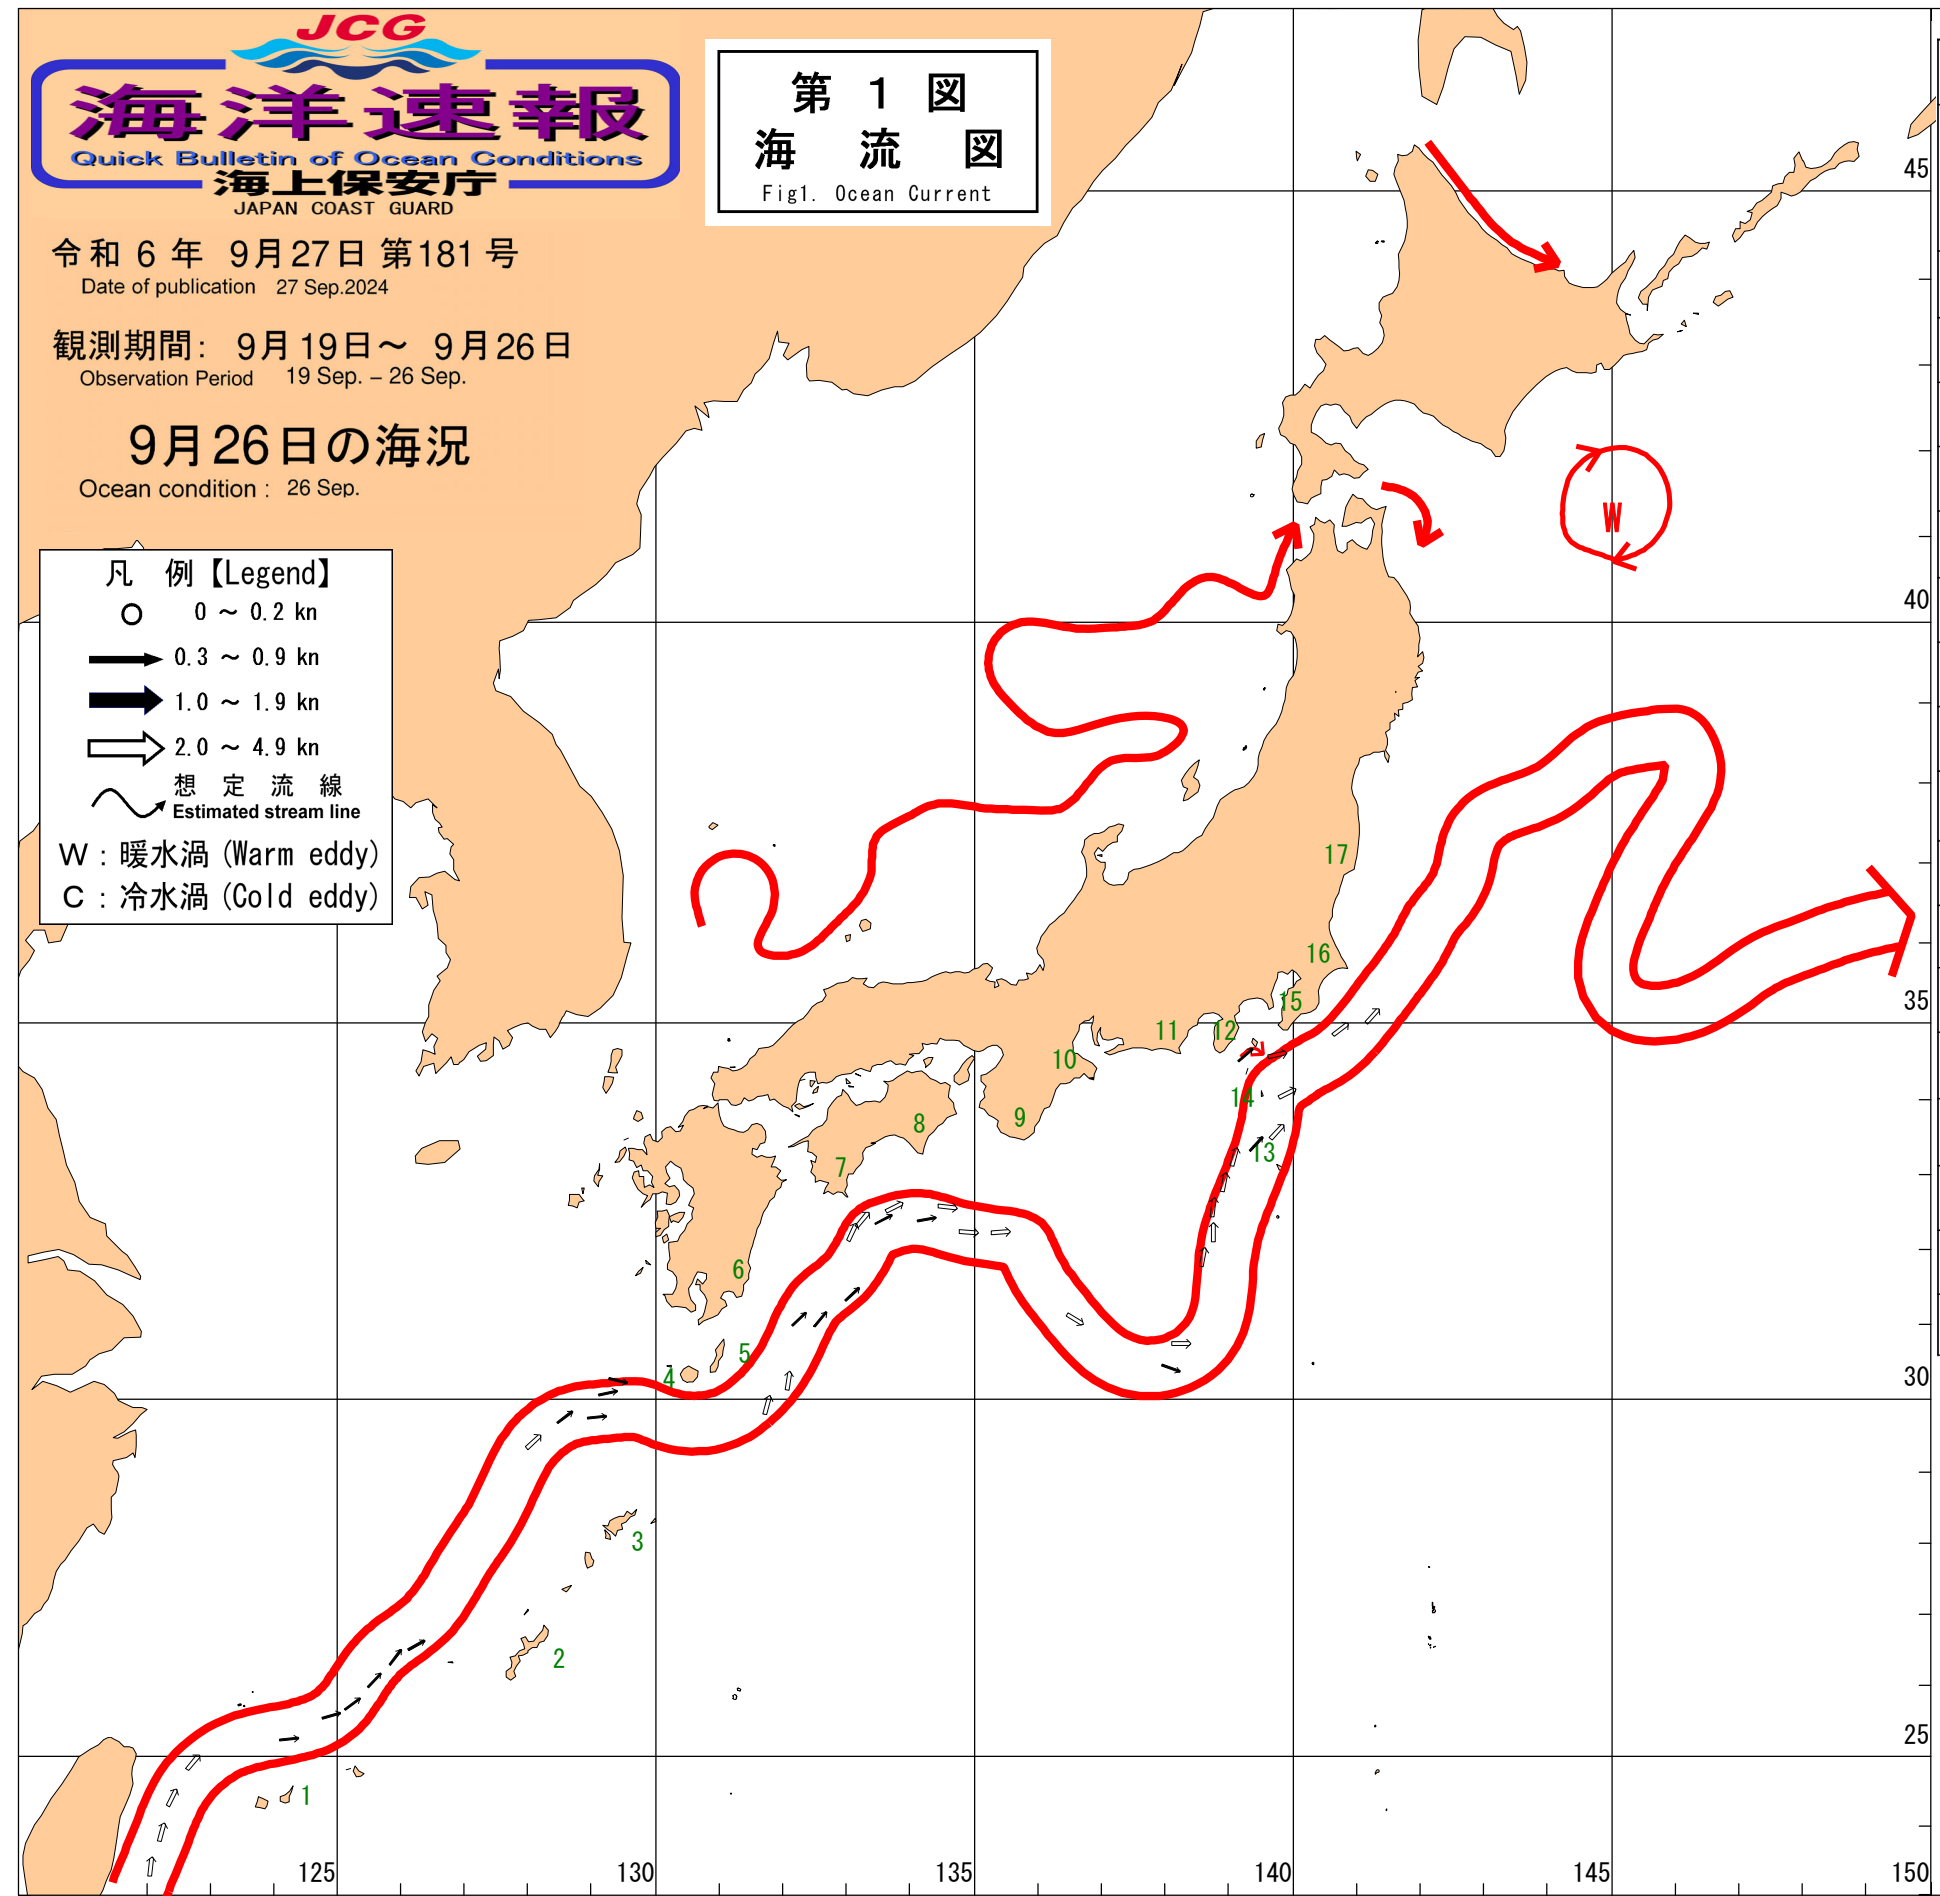 JCG
海洋速報
Quick Bulletin of Ocean Conditions
海上保安庁
JAPAN COAST GUARD
令和 6 年 9月27日 第181 号
Date of publication 27 Sep.2024
観測期間: 9月19日～ 9月26日
Observation Period 19 Sep. – 26 Sep.
9月26日の海況
Ocean condition : 26 Sep.
第 1 図
海 流 図
Fig1. Ocean Current
凡 例【Legend】
0 ～ 0.2 kn
0.3 ～ 0.9 kn
1.0 ～ 1.9 kn
2.0 ～ 4.9 kn
想 定 流 線
Estimated stream line
W : 暖水渦 (Warm eddy)
C : 冷水渦 (Cold eddy)
45
W
40
17
16
15
35
12
11
10
14
9
8
13
7
6
5
4
30
3
2
25
1
125
130
135
140
145
150